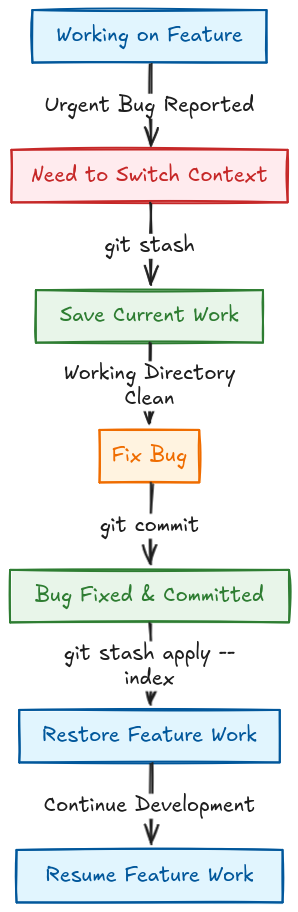 Working on Feature
Urgent Bug Reported
Need to Switch Context
git stash
Save Current Work
Working Directory
Clean
Fix Bug
git commit
Bug Fixed & Committed
git stash apply --
index
Restore Feature Work
Continue Development
Resume Feature Work